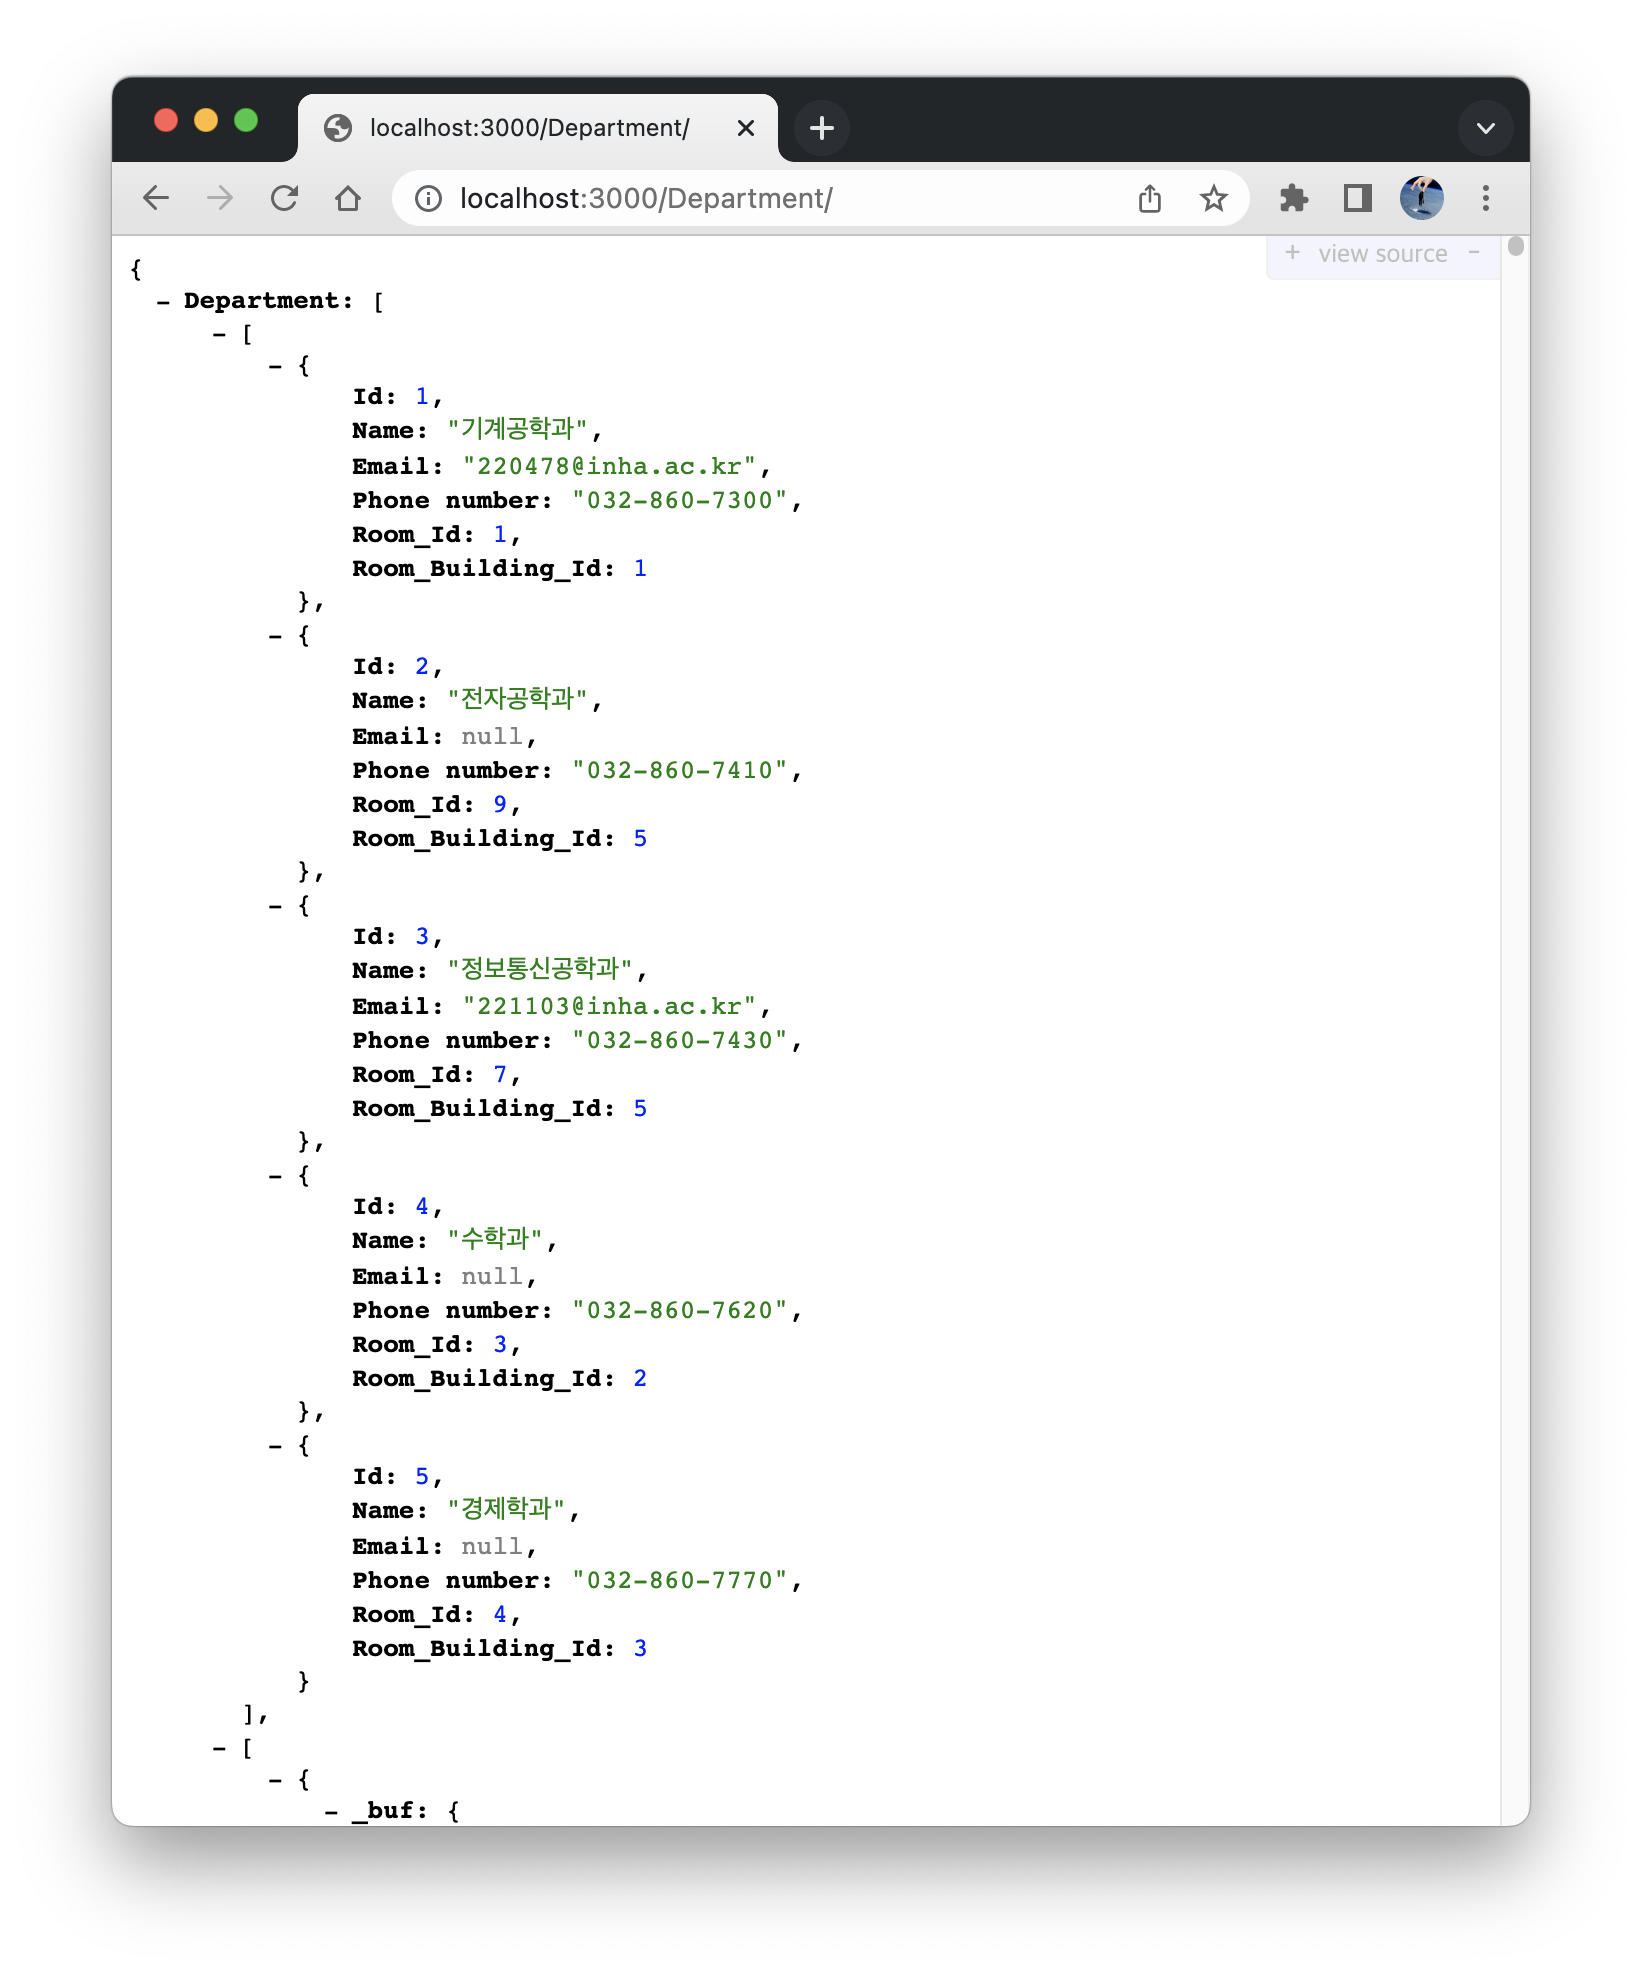 localhost:3000/Department/
localhost:3000/Department/
+ view source -
{
- Department: [
- [
- {
Id: 1,
Name: "기계공학과",
Email: "220478@inha.ac.kr",
Phone number: "032-860-7300",
Room_Id: 1,
Room_Building_Id: 1
},
- {
Id: 2,
Name: "전자공학과",
Email: null,
Phone number: "032-860-7410",
Room_Id: 9,
Room_Building_Id: 5
},
- {
Id: 3,
Name: "정보통신공학과",
Email: "221103@inha.ac.kr",
Phone number: "032-860-7430",
Room_Id: 7,
Room_Building_Id: 5
},
- {
Id: 4,
Name: "수학과",
Email: null,
Phone number: "032-860-7620",
Room_Id: 3,
Room_Building_Id: 2
},
- {
Id: 5,
Name: "경제학과",
Email: null,
Phone number: "032-860-7770",
Room_Id: 4,
Room_Building_Id: 3
}
],
- [
- {
- _buf: {